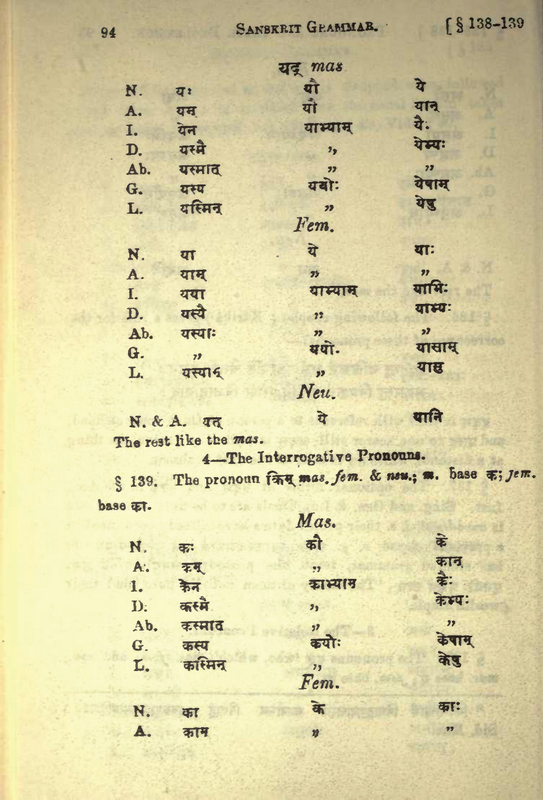 94 SANSKRIT GRAMMAR. [ § 138-139
यद् mas
N. यः यौ ये
A. यम् यौ यान्
I. येन याभ्याम् यैः
D. यस्मै ,, येभ्यः
Ab. यस्मात् ,, ,,
G. यस्य ययोः येषाम्
L. यस्मिन् ,, येषु
Fem.
N. या ये याः
A. याम् ,, ,,
I. यया याभ्याम् याभिः
D. यस्यै ,, याभ्यः
Ab. यस्याः ,, ,,
G. ,, ययोः यासाम्
L. यस्याम् ,, यासु
Neu.
N. & A. यत् ये यानि
The rest like the mas.
4—The Interrogative Pronouns.
§ 139. The pronoun किम् mas. fem. & neu.; m. base क; fem.
base का.
Mas.
N. कः कौ के
A. कम् ,, कान्
I. केन काभ्याम् कैः
D. कस्मै ,, केभ्यः
Ab. कस्मात् ,, ,,
G. कस्य कयोः केषाम्
L. कस्मिन् ,, केषु
Fem.
N. का के काः
A. काम ,, ,,